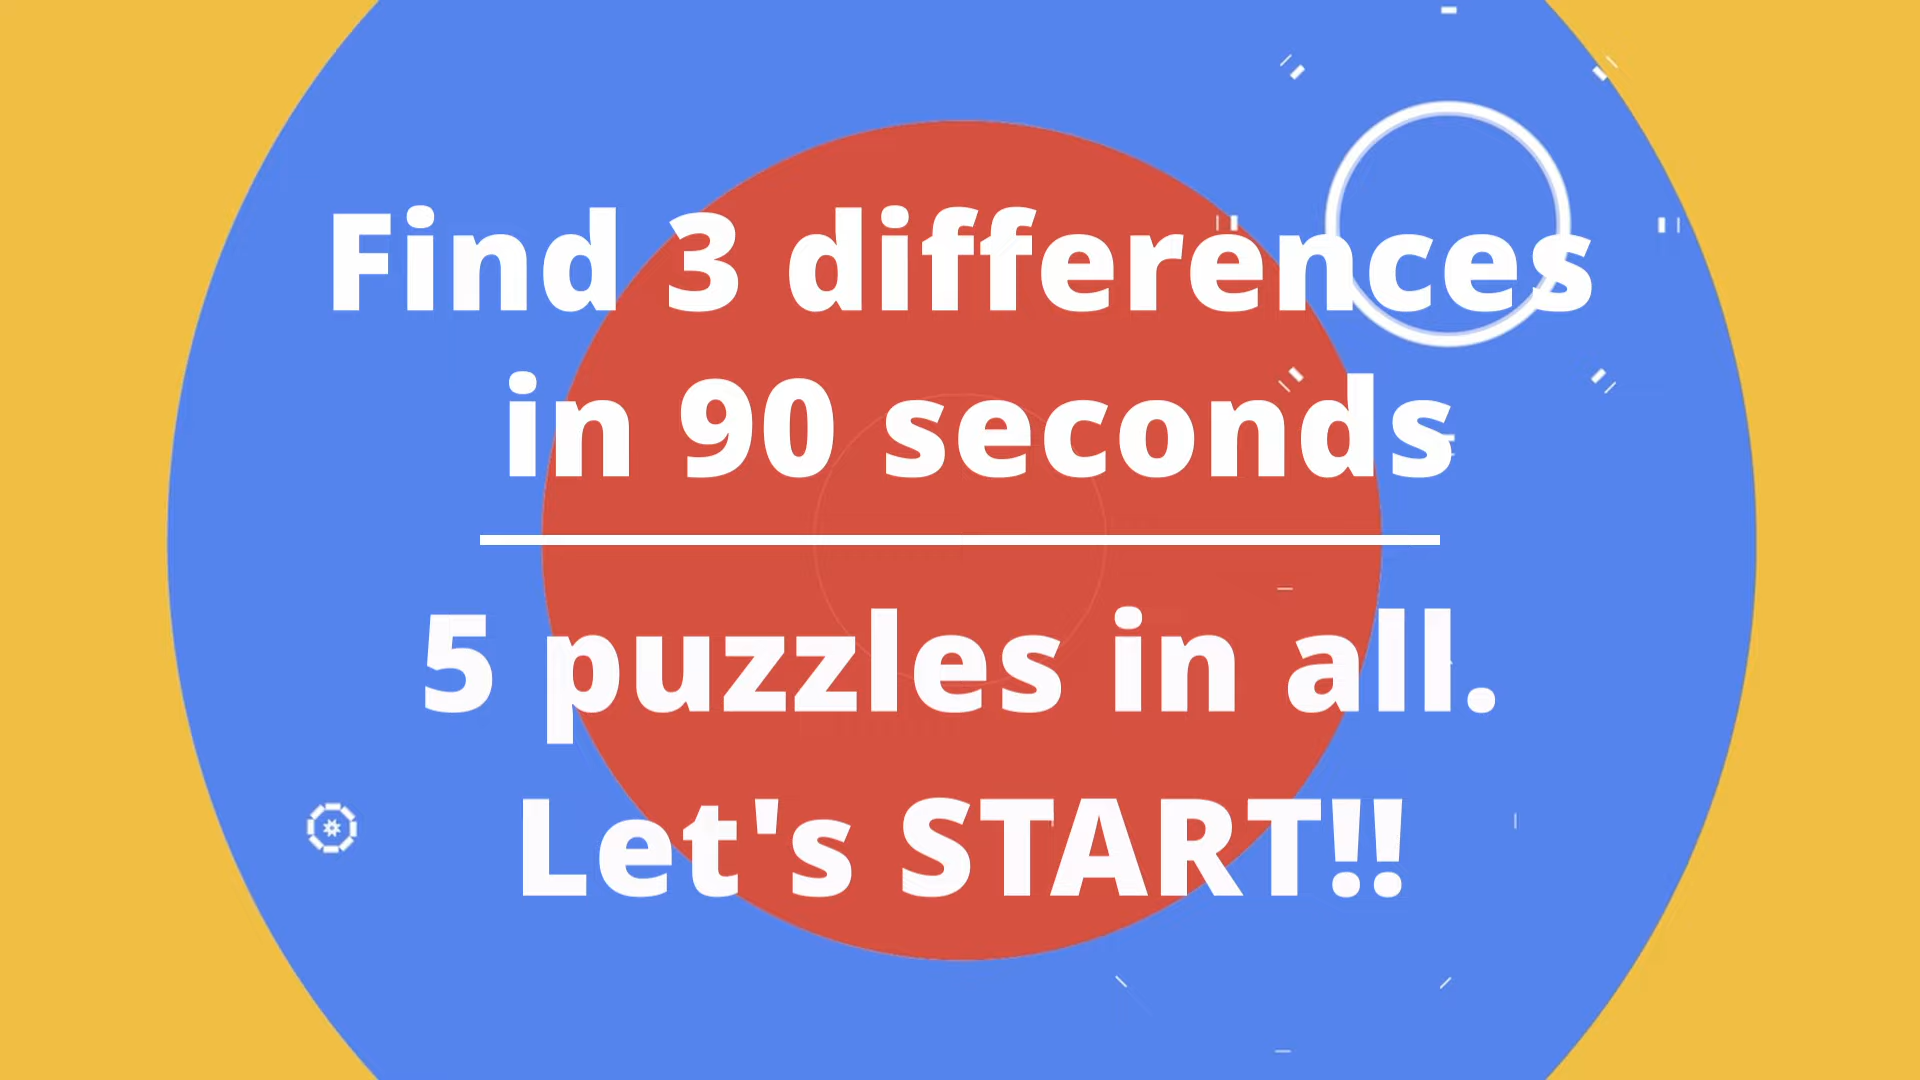 Find 3 differences
in 90 seconds
5 puzzles in all.
Let's START!!